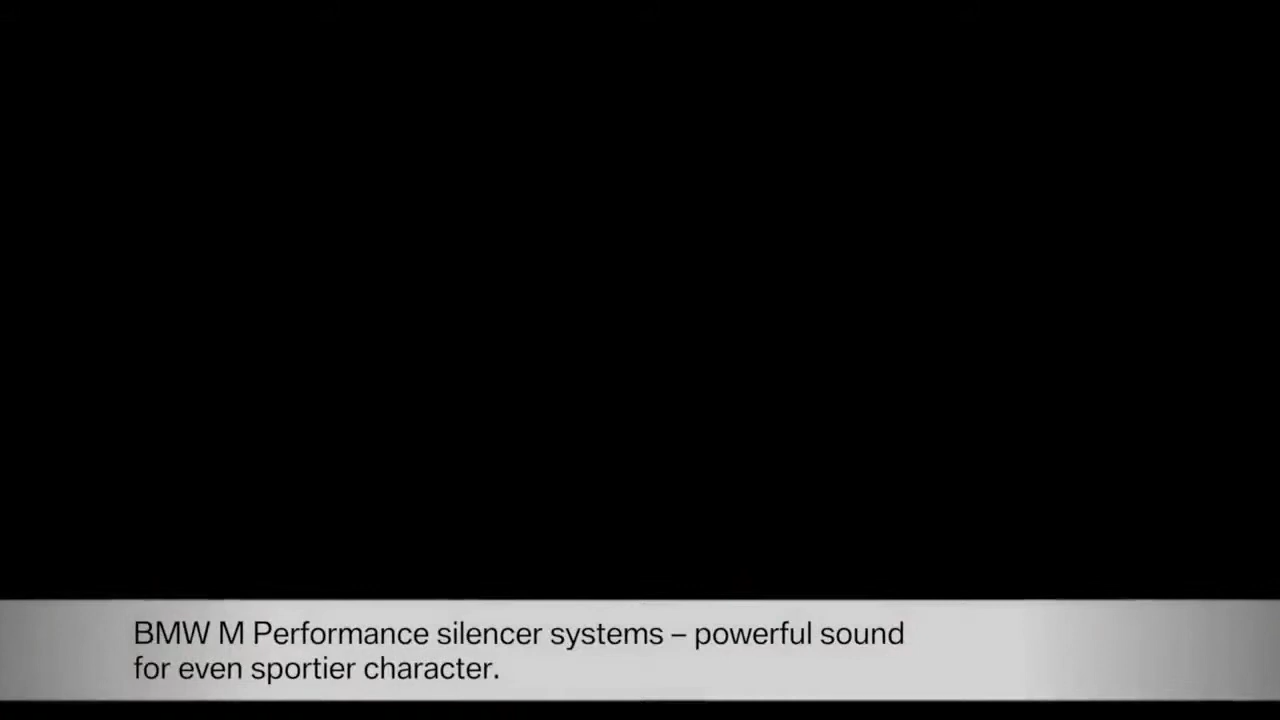 BMW M Performance silencer systems – powerful sound
for even sportier character.